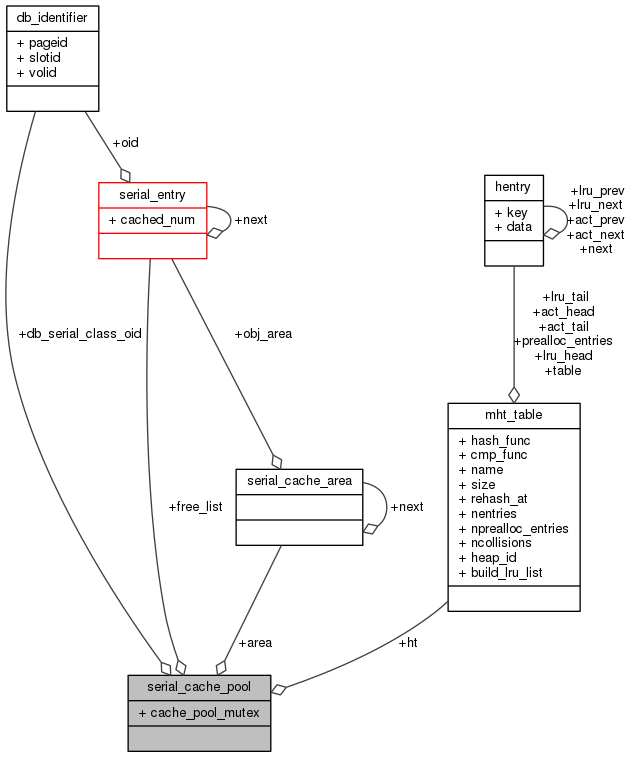 db_identifier
+ pageid
+ slotid
+ volid
+oid
serial_entry
+ cached_num
+next
hentry
+ key
+ data
+lru_prev
+lru_next
+act_prev
+act_next
+next
+db_serial_class_oid
+obj_area
+lru_tail
+act_head
+act_tail
+prealloc_entries
+lru_head
+table
mht_table
+ hash_func
+ cmp_func
+ name
+ size
+ rehash_at
+ nentries
+ nprealloc_entries
+ ncollisions
+ heap_id
+ build_lru_list
serial_cache_area
+next
+free_list
+area
+ht
serial_cache_pool
+ cache_pool_mutex